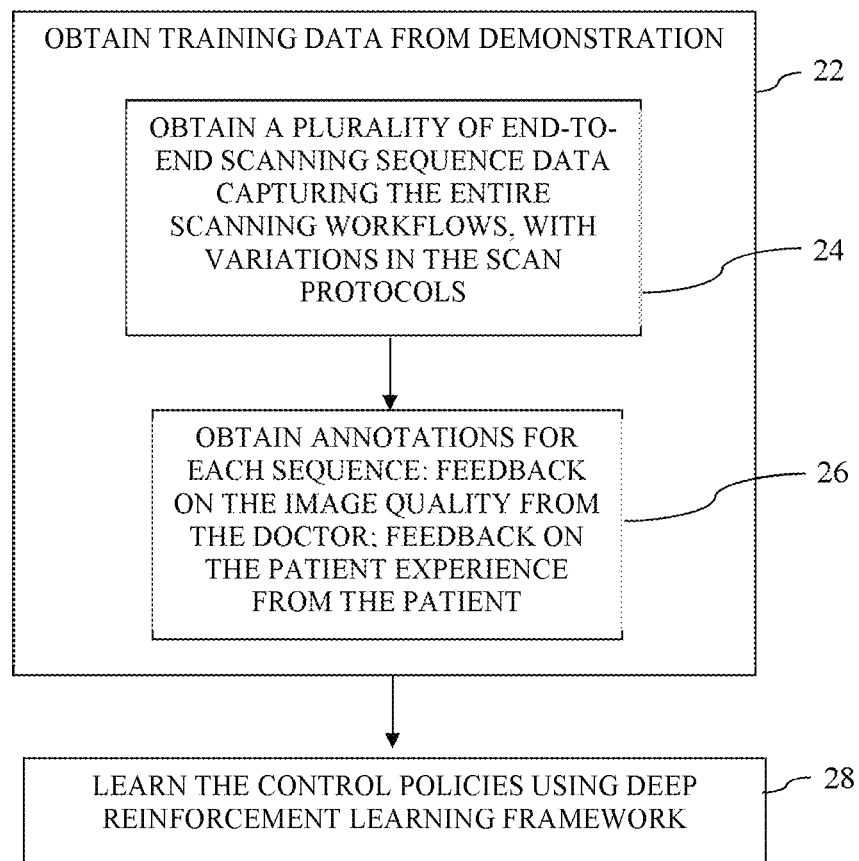 OBTAIN TRAINING DATA FROM DEMONSTRATION
22
OBTAIN A PLURALITY OF END-TO-
END SCANNING SEQUENCE DATA
CAPTURING THE ENTIRE
SCANNING WORKFLOWS, WITH
VARIATIONS IN THE SCAN
PROTOCOLS
24
OBTAIN ANNOTATIONS FOR
EACH SEQUENCE: FEEDBACK
ON THE IMAGE QUALITY FROM
THE DOCTOR; FEEDBACK ON
THE PATIENT EXPERIENCE
FROM THE PATIENT
26
LEARN THE CONTROL POLICIES USING DEEP
REINFORCEMENT LEARNING FRAMEWORK
28